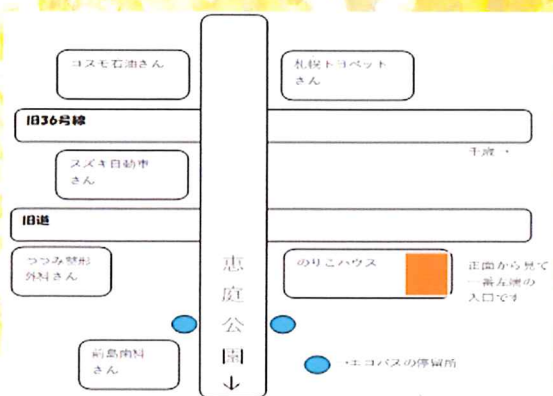 コスモ石油さん
札幌トヨペット
さん
旧36号線
千歳→
スズキ自動車
さん
旧道
つつみ整形
外科さん
恵庭公園↓
のりこハウス
正面から見て
一番左端の
入口です
前島歯科
さん
・エコバスの停留所